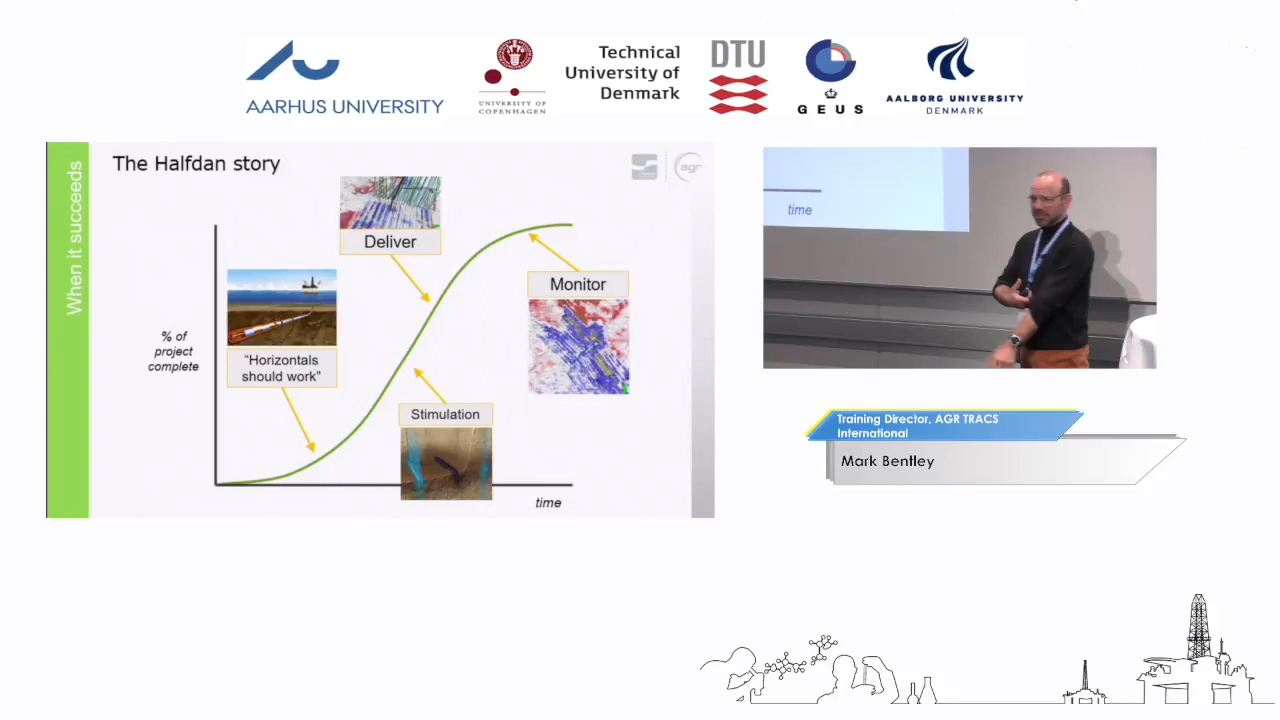 AARHUS UNIVERSITY
UNIVERSITY OF
COPENHAGEN
Technical
University of
Denmark
DTU
GEUS
AALBORG UNIVERSITY
DENMARK
When it succeeds
The Halfdan story
agr
Deliver
Monitor
% of
project
complete
"Horizontals
should work"
Stimulation
time
time
Training Director, AGR TRACS
International
Mark Bentley